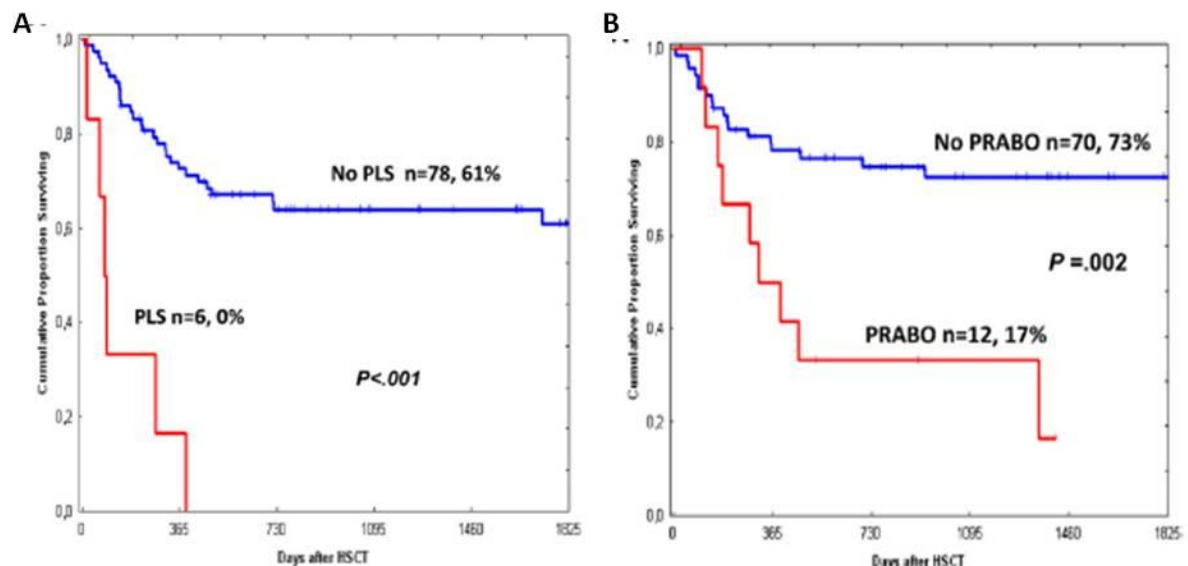 A
Cumulative Proportion Surviving
1,0
0,8
0,6
0,4
0,2
0,0
No PLS n=78, 61%
PLS n=6, 0%
P<.001
0 365 730 1095 1460 1825
Days after HSCT
B
Cumulative Proportion Surviving
1,0
0,8
0,6
0,4
0,2
0,0
No PRABO n=70, 73%
P =.002
PRABO n=12, 17%
0 365 730 1095 1460 1825
Days after HSCT